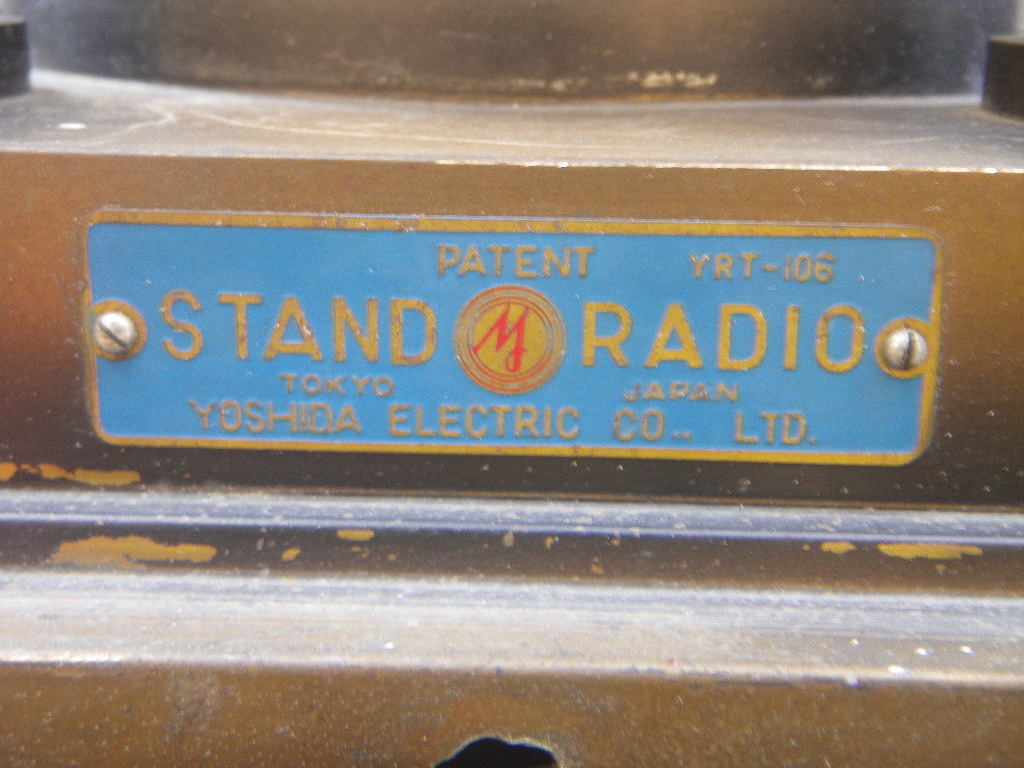 PATENT YRT-106
STAND M RADIO
TOKYO JAPAN
YOSHIDA ELECTRIC CO., LTD.